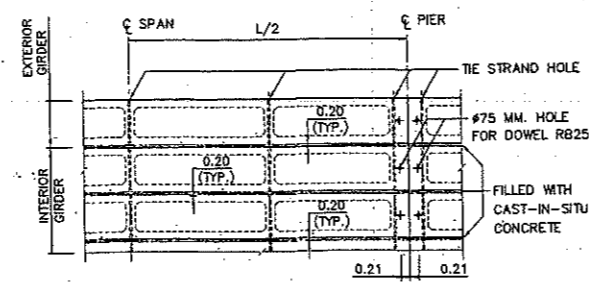 ℄ SPAN
℄ PIER
L/2
EXTERIOR
GIRDER
TIE STRAND HOLE
0.20
(TYP.)
ø75 MM. HOLE
FOR DOWEL RB25
INTERIOR
GIRDER
0.20
(TYP.)
FILLED WITH
CAST-IN-SITU
CONCRETE
0.20
(TYP.)
0.21
0.21